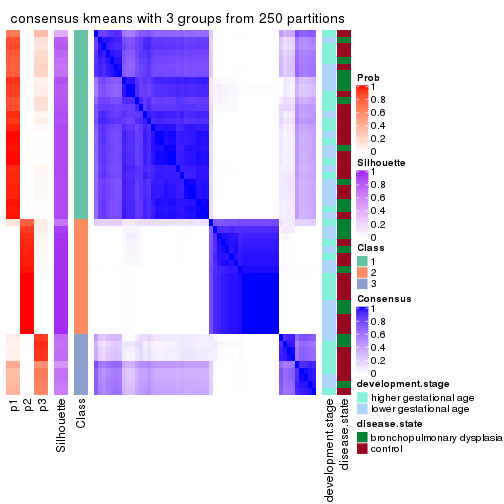 consensus kmeans with 3 groups from 250 partitions
Prob
1
0.8
0.6
0.4
0.2
0
Silhouette
1
0.8
0.6
0.4
0.2
0
Class
1
2
3
Consensus
1
0.8
0.6
0.4
0.2
0
development.stage
higher gestational age
lower gestational age
disease.state
bronchopulmonary dysplasia
control
p1
p2
p3
Silhouette
Class
development.stage
disease.state